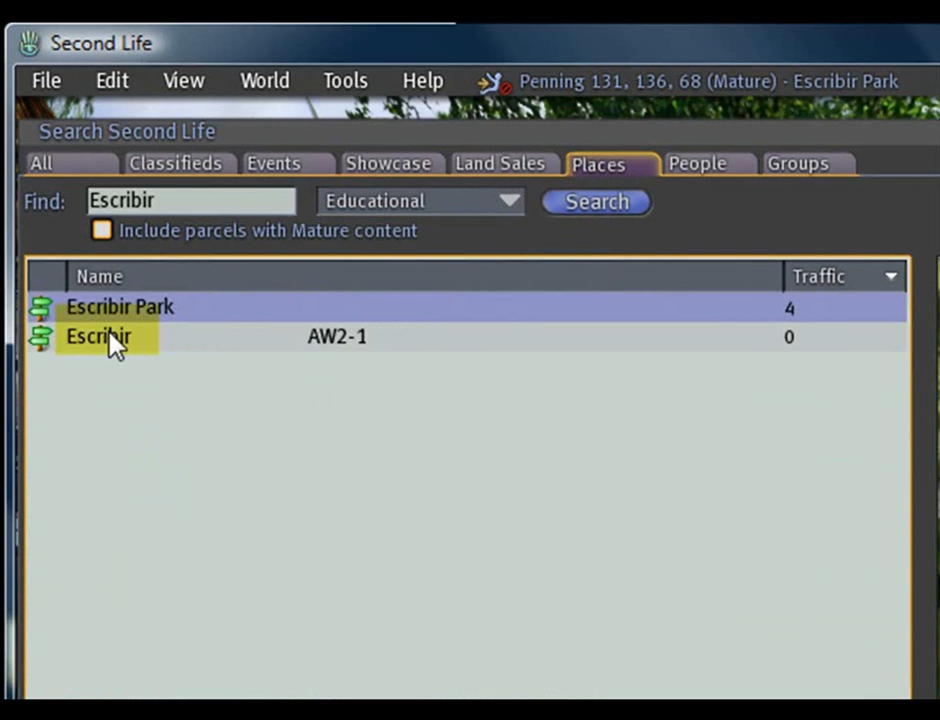 Second Life
File Edit View World Tools Help Penning 131, 136, 68 (Mature) - Escribir Park
Search Second Life
All Classifieds Events Showcase Land Sales Places People Groups
Find: Escribir Educational Search
Include parcels with Mature content
Name Traffic
Escribir Park 4
Escribir AW2-1 0